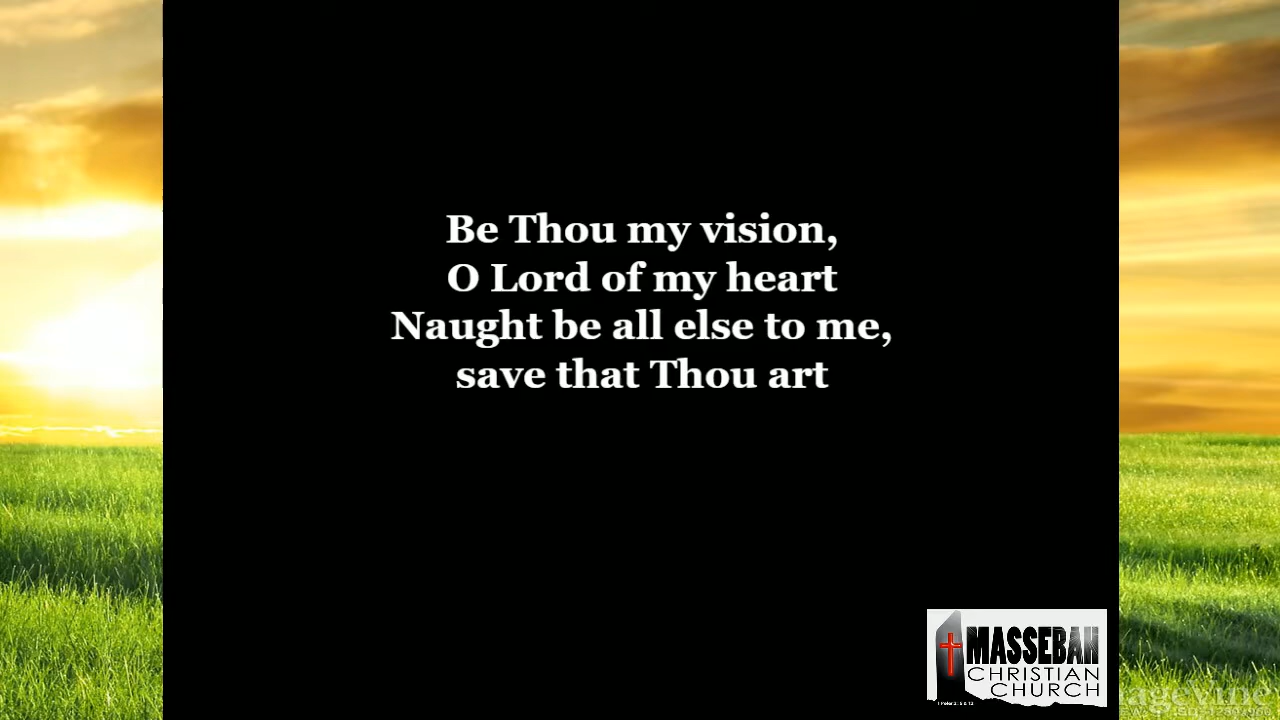 Be Thou my vision,
O Lord of my heart
Naught be all else to me,
save that Thou art
MASSEBAH
CHRISTIAN
CHURCH